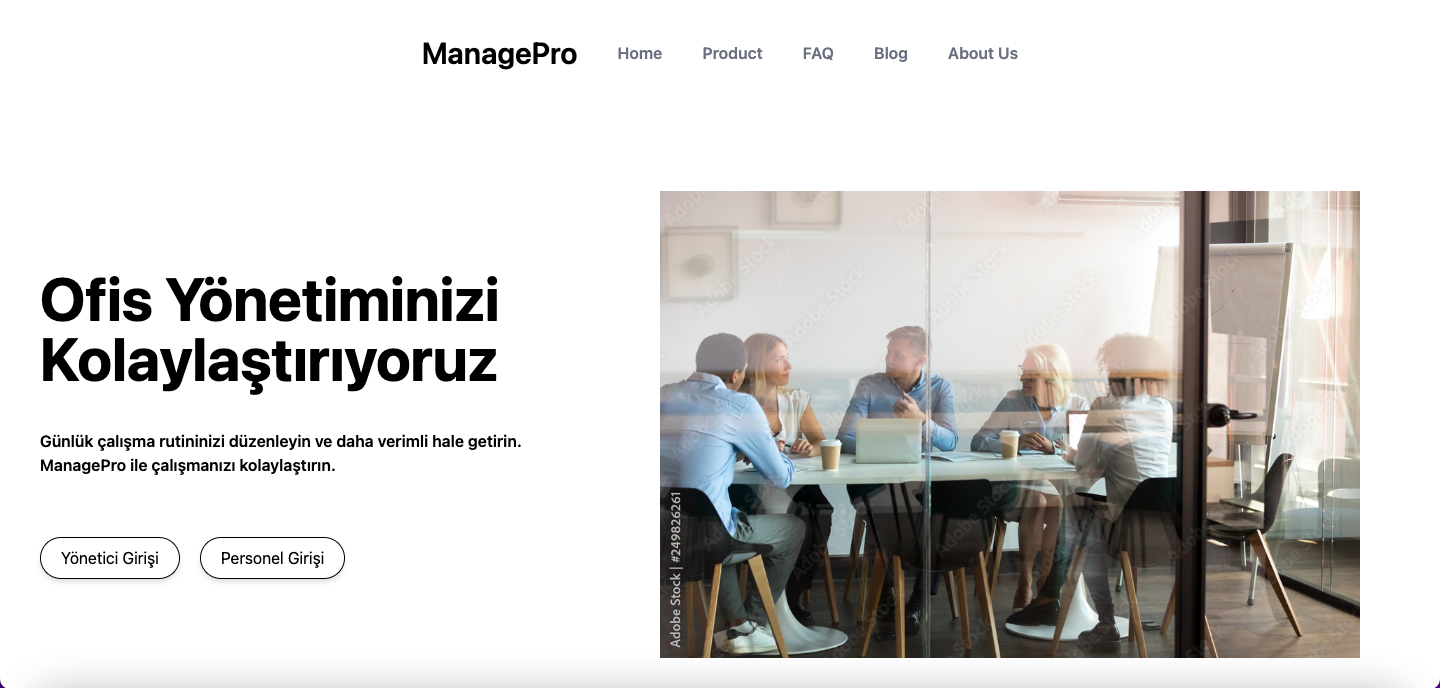 ManagePro
Home
Product
FAQ
Blog
About Us
Ofis Yönetiminizi
Kolaylaştırıyoruz
Günlük çalışma rutininizi düzenleyin ve daha verimli hale getirin.
ManagePro ile çalışmanızı kolaylaştırın.
Yönetici Girişi
Personel Girişi
Adobe Stock | #249826261